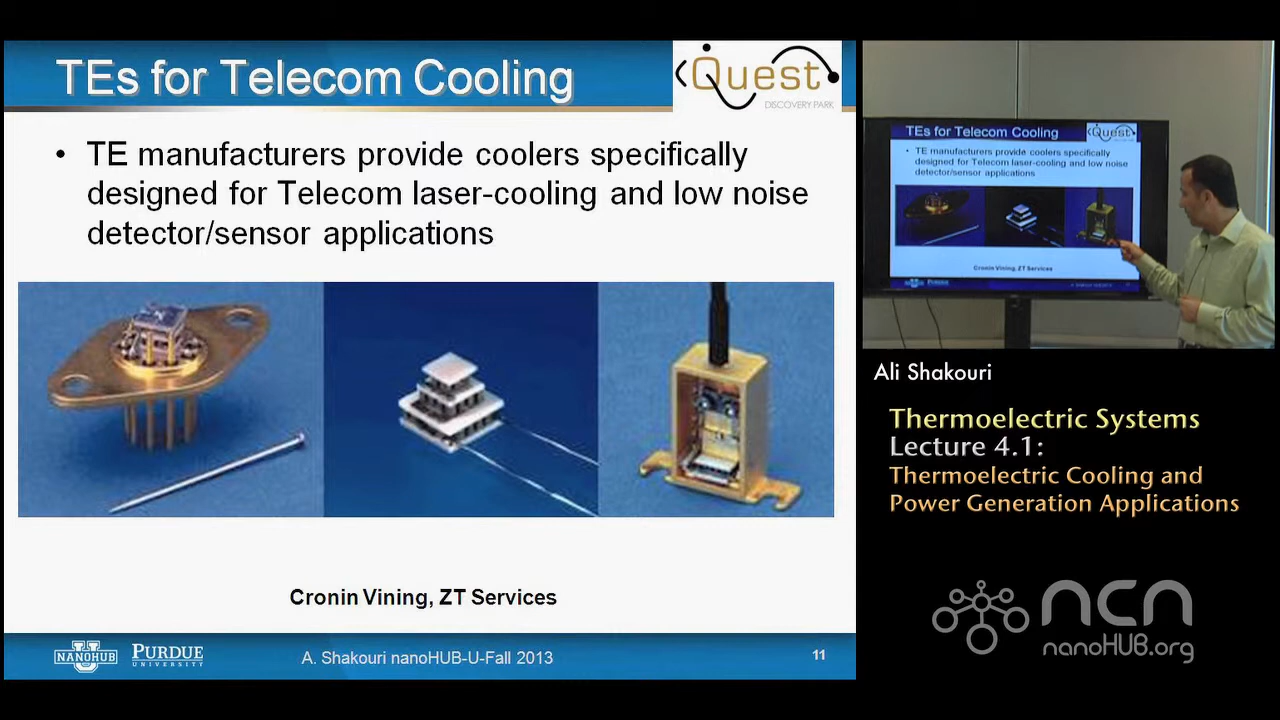 TEs for Telecom Cooling
Quest
DISCOVERY PARK
• TE manufacturers provide coolers specifically
designed for Telecom laser-cooling and low noise
detector/sensor applications
Cronin Vining, ZT Services
NANOHUB U
PURDUE
UNIVERSITY
A. Shakouri nanoHUB-U-Fall 2013
11
TEs for Telecom Cooling
Quest
• TE manufacturers provide coolers specifically
designed for Telecom laser-cooling and low noise
detector/sensor applications
Cronin Vining, ZT Services
PURDUE
Ali Shakouri
Thermoelectric Systems
Lecture 4.1:
Thermoelectric Cooling and
Power Generation Applications
ncn
nanoHUB.org